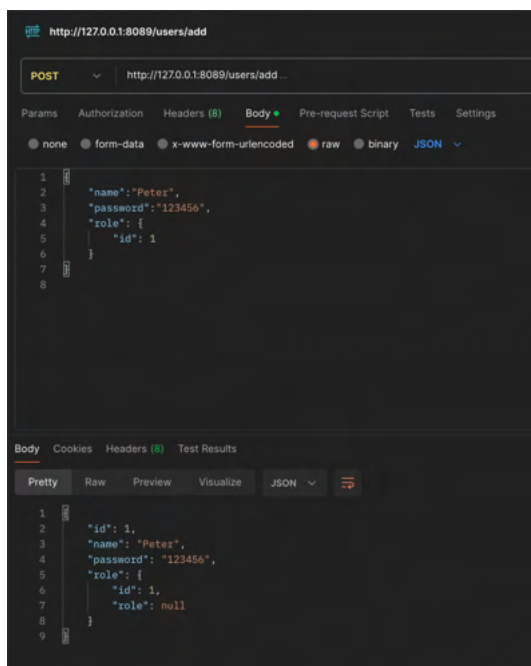 HTTP http://127.0.0.1:8089/users/add
POST http://127.0.0.1:8089/users/add ...
Params Authorization Headers (8) Body Pre-request Script Tests Settings
none form-data x-www-form-urlencoded raw binary JSON
1 {
2 "name":"Peter",
3 "password":"123456",
4 "role": {
5 "id": 1
6 }
7 }
8
Body Cookies Headers (8) Test Results
Pretty Raw Preview Visualize JSON
1 {
2 "id": 1,
3 "name": "Peter",
4 "password": "123456",
5 "role": {
6 "id": 1,
7 "role": null
8 }
9 }